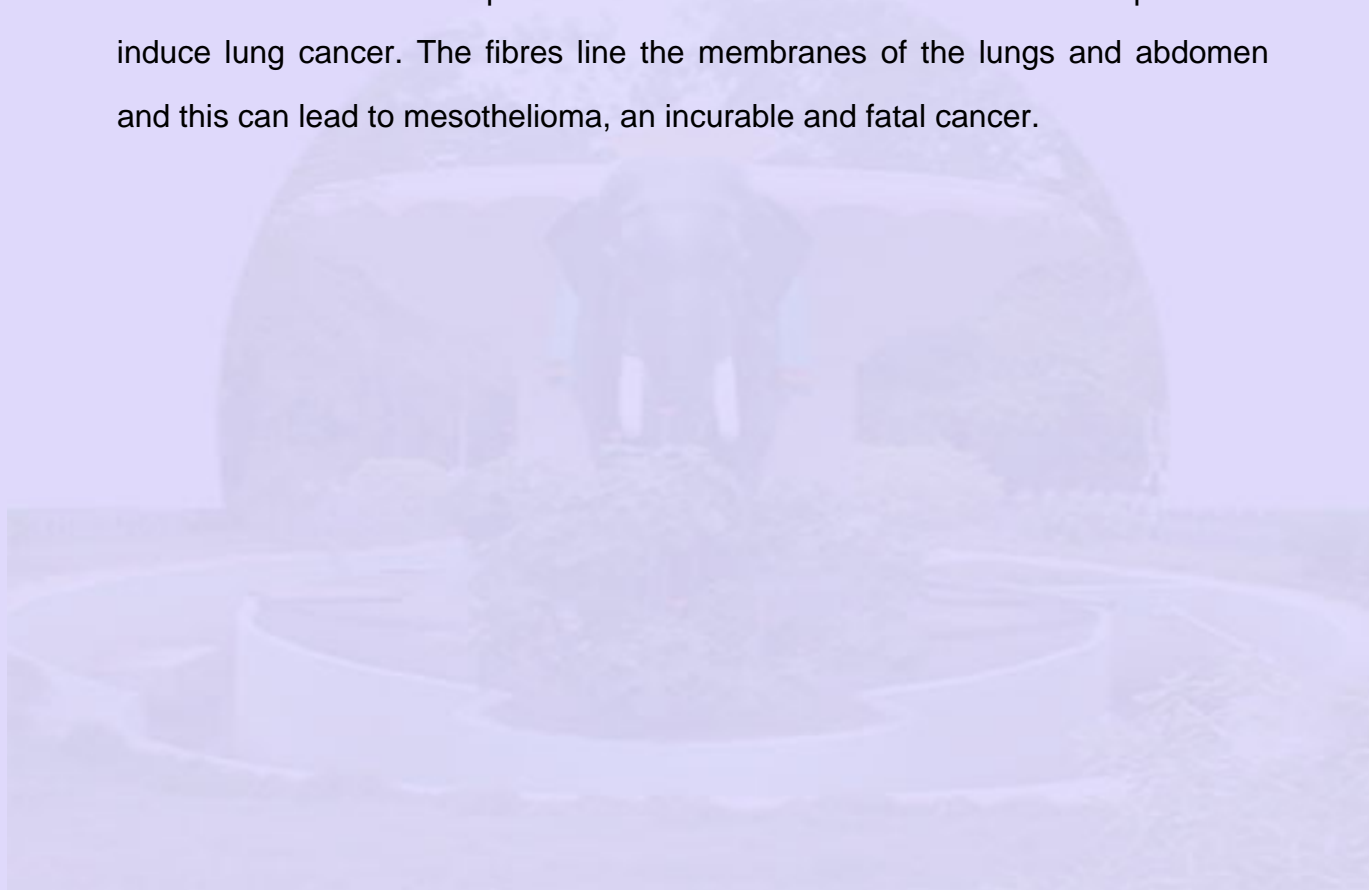 induce lung cancer. The fibres line the membranes of the lungs and abdomen
and this can lead to mesothelioma, an incurable and fatal cancer.